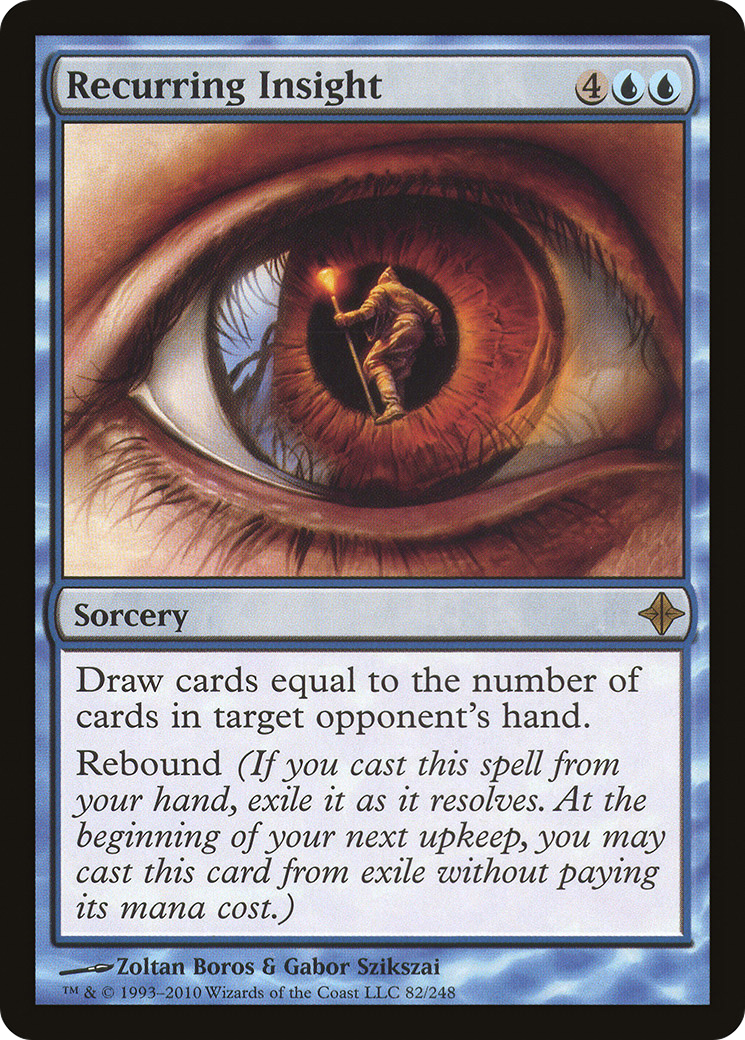 Recurring Insight 4
Sorcery
Draw cards equal to the number of
cards in target opponent's hand.
Rebound (If you cast this spell from
your hand, exile it as it resolves. At the
beginning of your next upkeep, you may
cast this card from exile without paying
its mana cost.)
Zoltan Boros & Gabor Szikszai
™ & © 1993–2010 Wizards of the Coast LLC 82/248